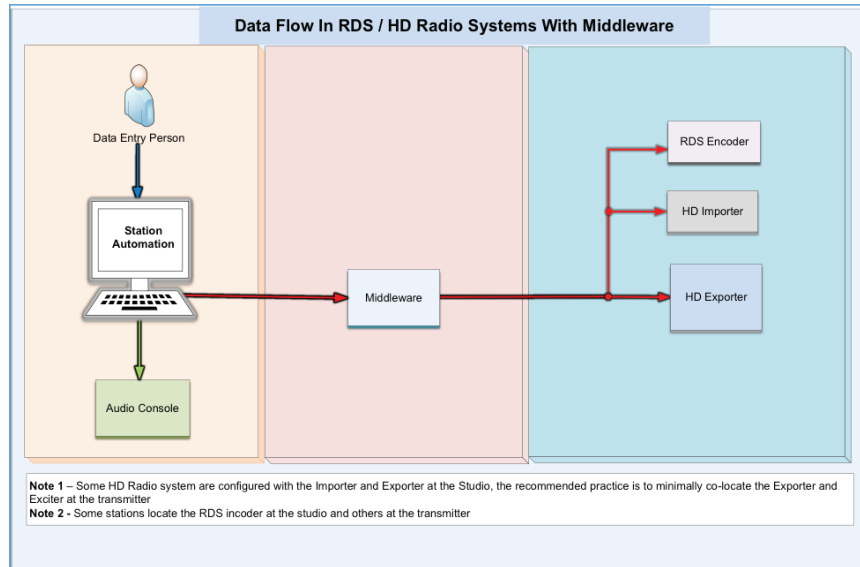 Data Flow In RDS / HD Radio Systems With Middleware
Data Entry Person
Station
Automation
Audio Console
Middleware
RDS Encoder
HD Importer
HD Exporter
Note 1 – Some HD Radio system are configured with the Importer and Exporter at the Studio, the recommended practice is to minimally co-locate the Exporter and
Exciter at the transmitter
Note 2 - Some stations locate the RDS incoder at the studio and others at the transmitter